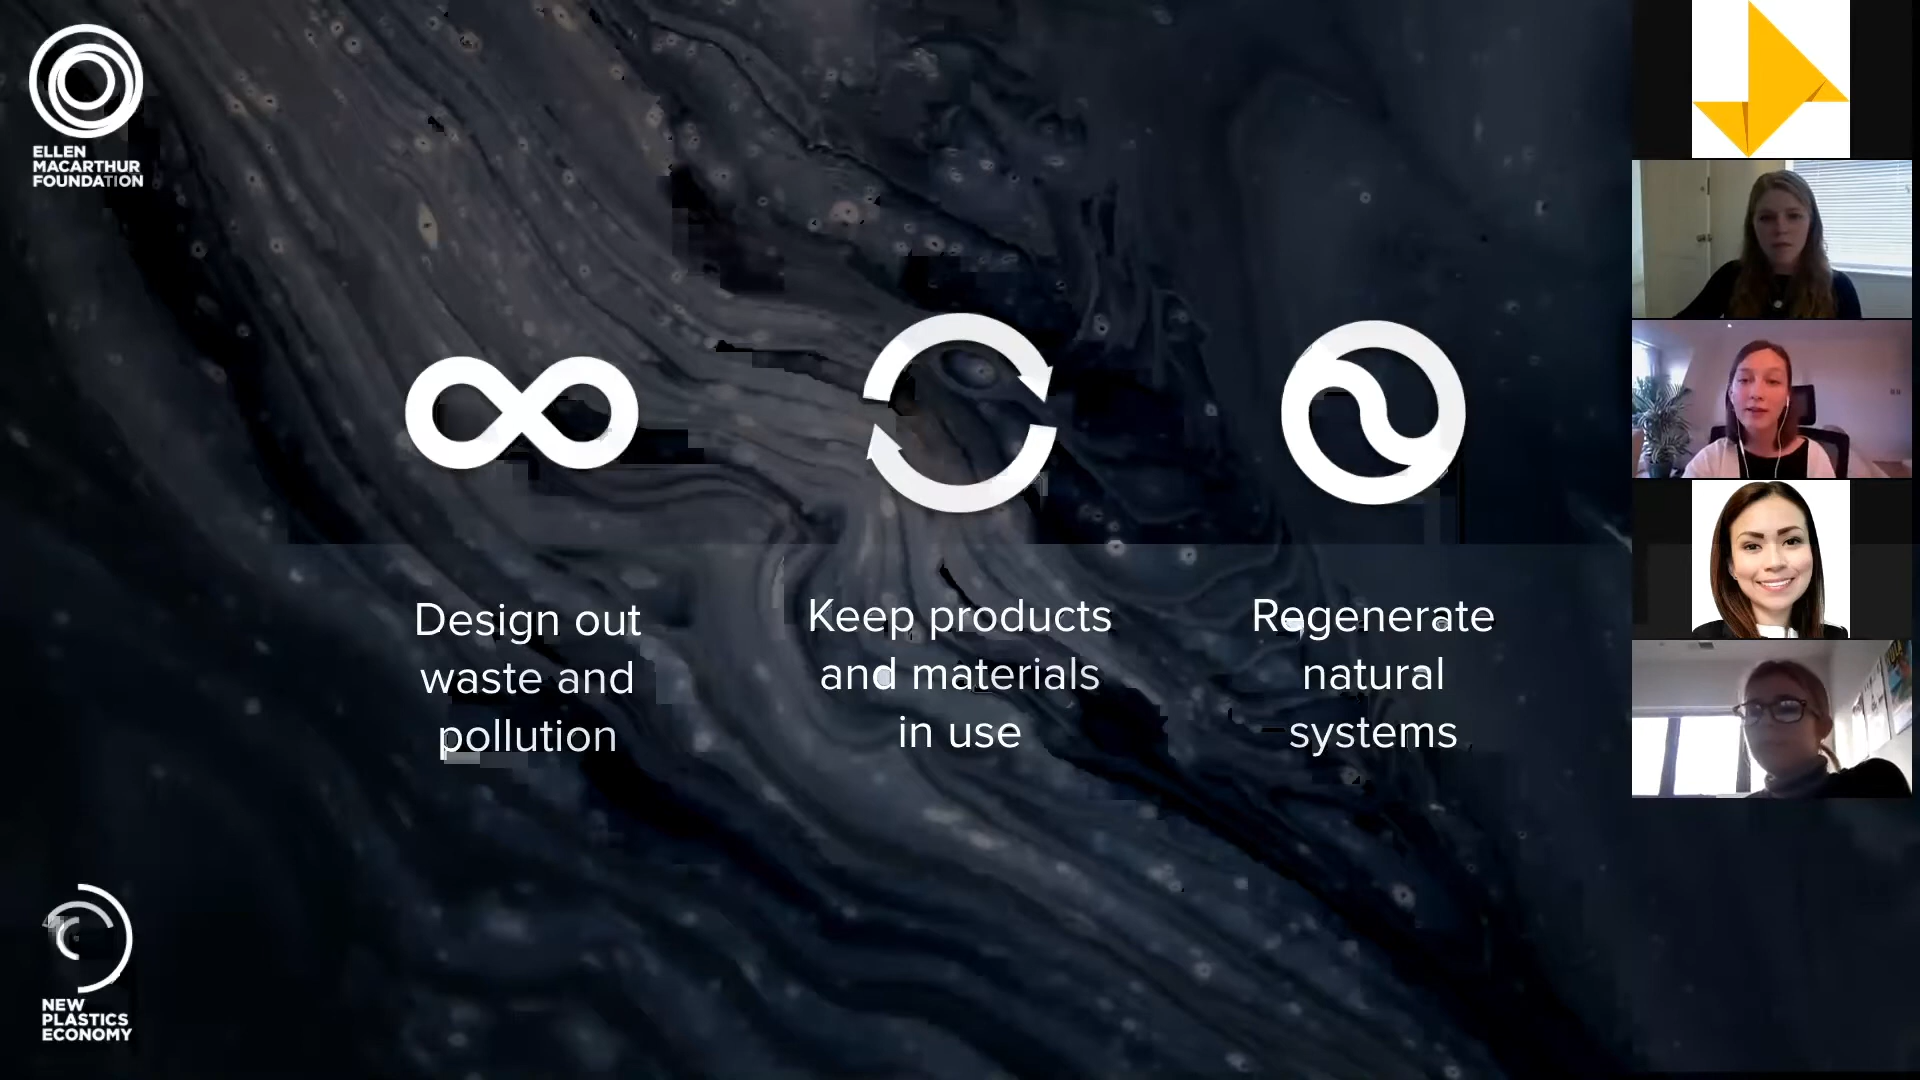 ELLEN
MACARTHUR
FOUNDATION
Design out
waste and
pollution
Keep products
and materials
in use
Regenerate
natural
systems
NEW
PLASTICS
ECONOMY